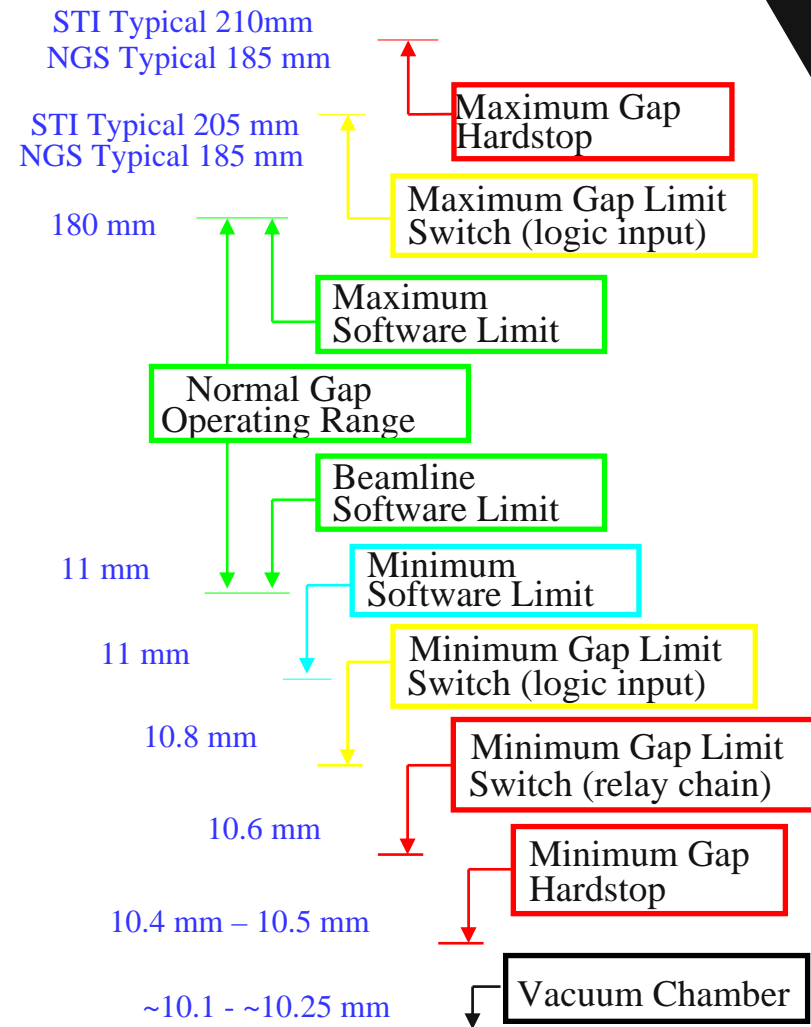 STI Typical 210mm
NGS Typical 185 mm
Maximum Gap
Hardstop
STI Typical 205 mm
NGS Typical 185 mm
Maximum Gap Limit
Switch (logic input)
180 mm
Maximum
Software Limit
Normal Gap
Operating Range
Beamline
Software Limit
11 mm
Minimum
Software Limit
11 mm
Minimum Gap Limit
Switch (logic input)
10.8 mm
Minimum Gap Limit
Switch (relay chain)
10.6 mm
Minimum Gap
Hardstop
10.4 mm – 10.5 mm
Vacuum Chamber
~10.1 - ~10.25 mm